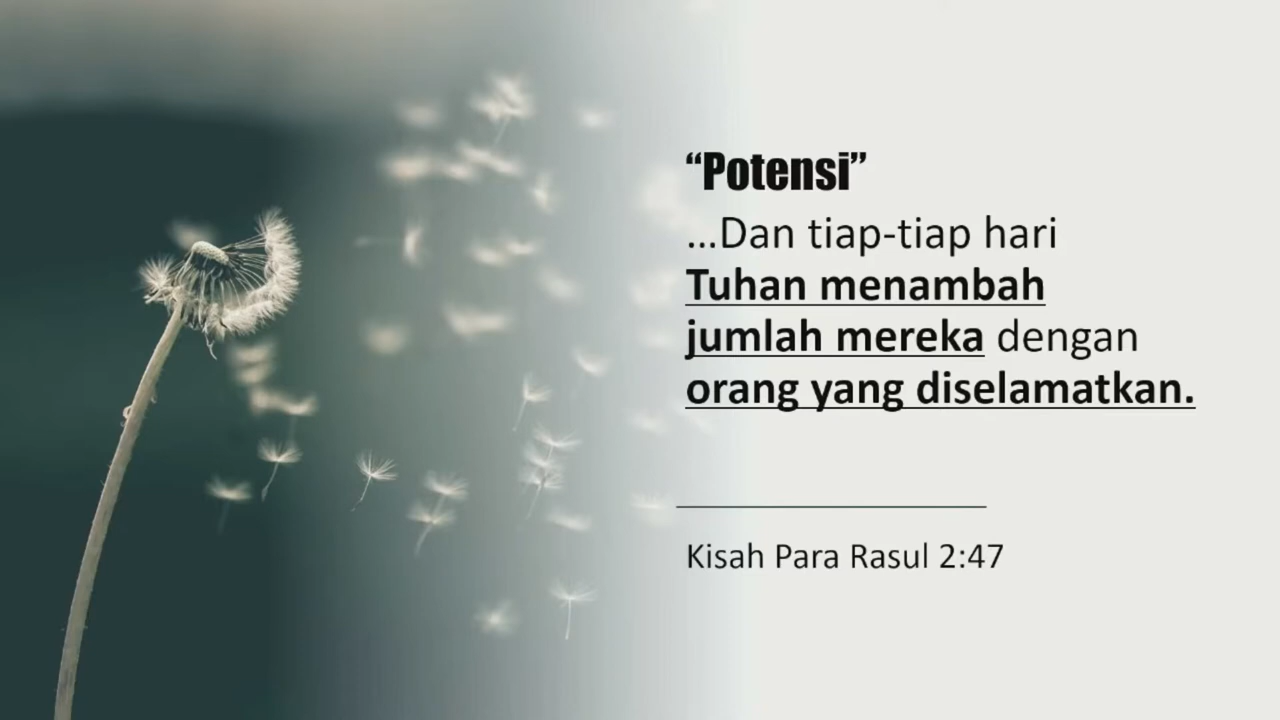 “Potensi”
...Dan tiap-tiap hari
Tuhan menambah
jumlah mereka dengan
orang yang diselamatkan.
Kisah Para Rasul 2:47